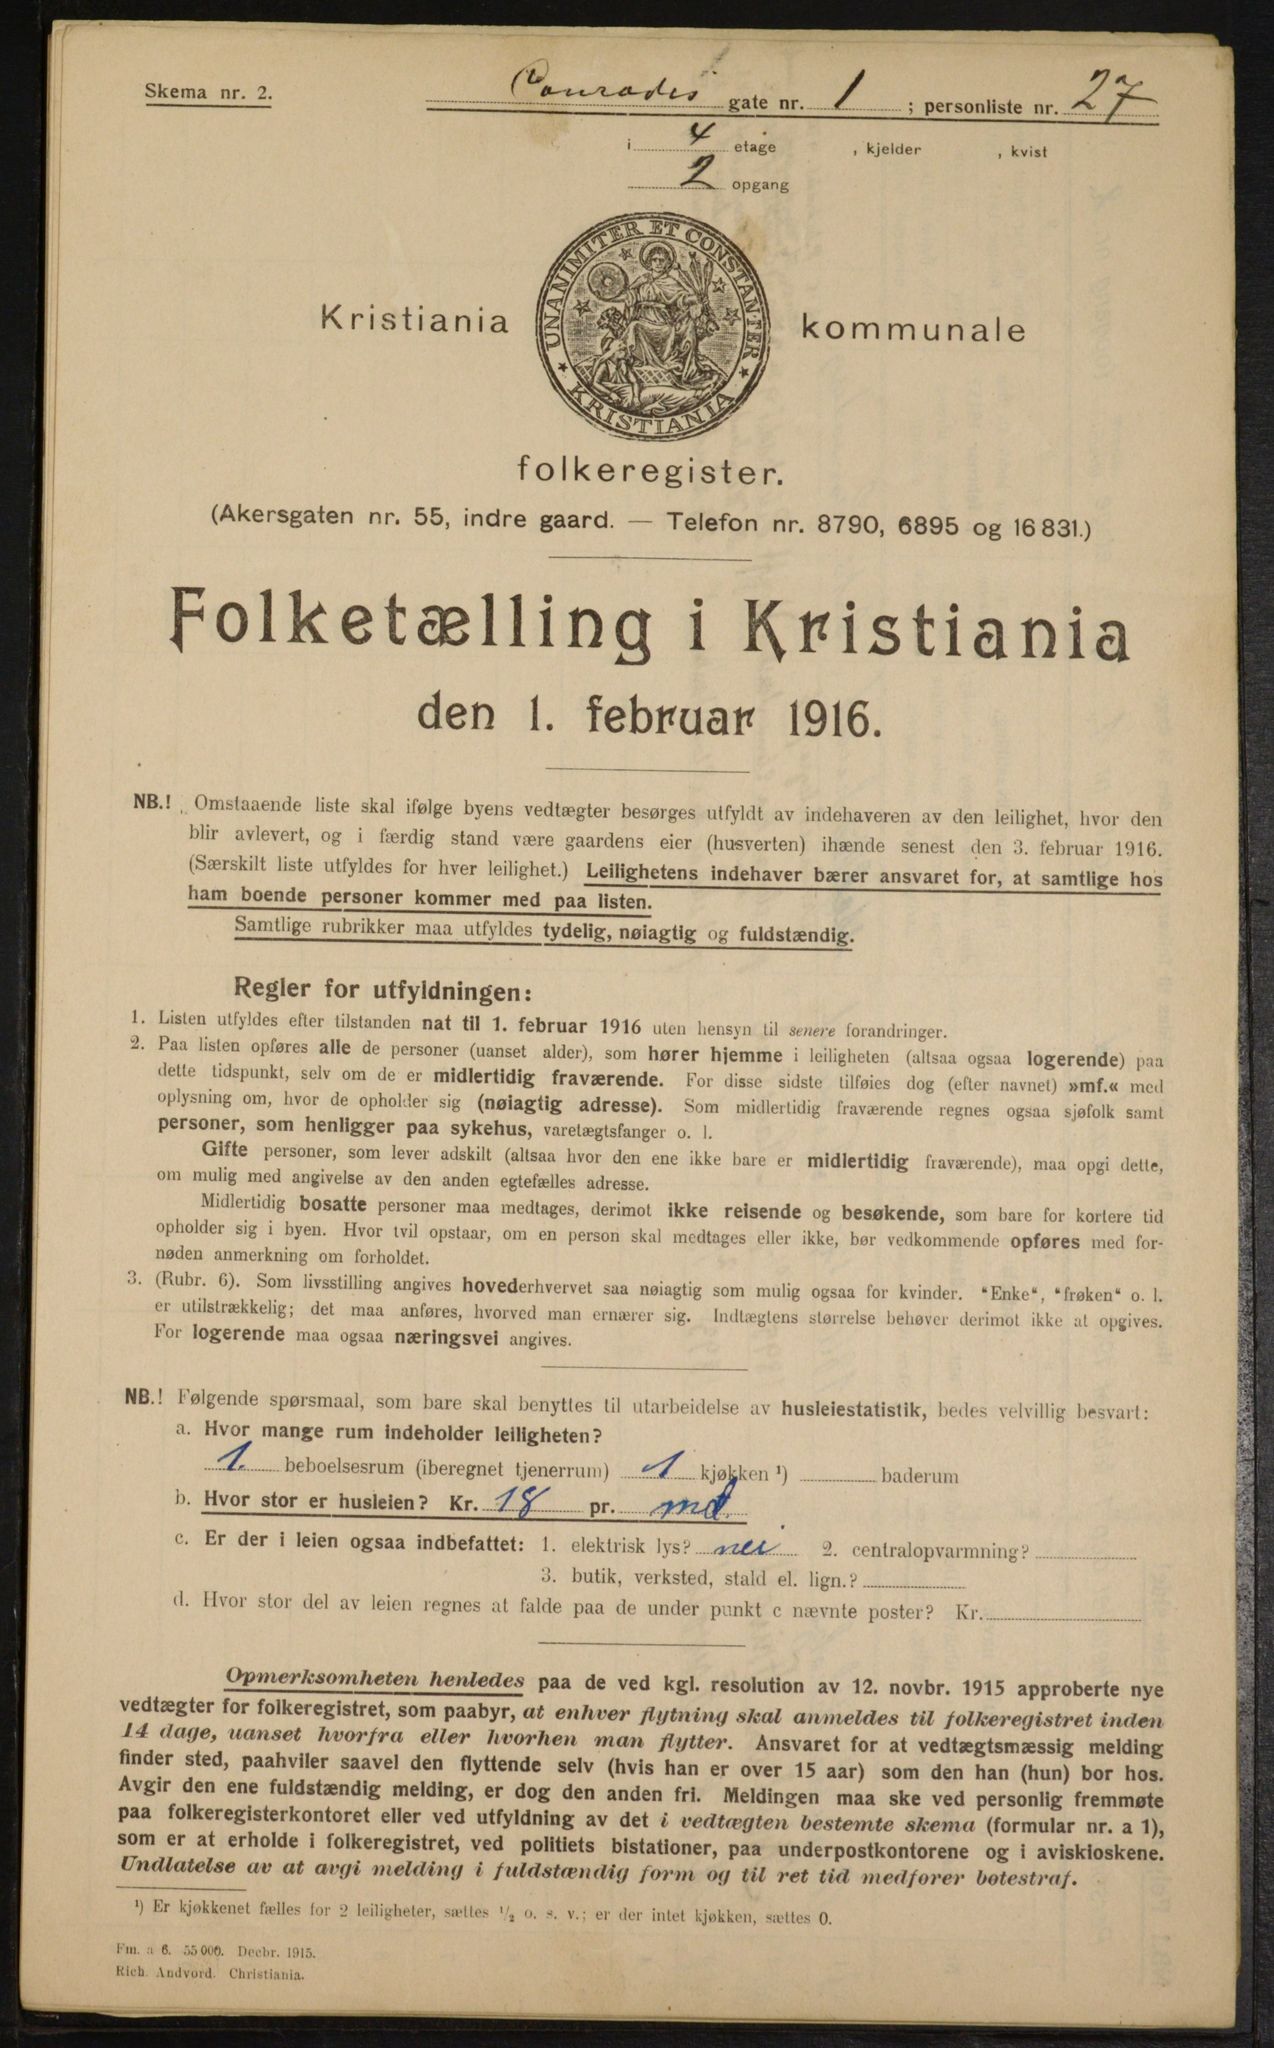 Skema nr. 2.
Conradis gate nr. 1 ; personliste nr. 27
i 4 etage , kjelder , kvist
2 opgang
UNANIMITER ET CONSTANTER
KRISTIANIA
Kristiania kommunale
folkeregister.
(Akersgaten nr. 55, indre gaard. — Telefon nr. 8790, 6895 og 16 831.)
Folketælling i Kristiania
den 1. februar 1916.
NB.! Omstaaende liste skal ifølge byens vedtægter besørges utfyldt av indehaveren av den leilighet, hvor den
blir avlevert, og i færdig stand være gaardens eier (husverten) ihænde senest den 3. februar 1916.
(Særskilt liste utfyldes for hver leilighet.) Leilighetens indehaver bærer ansvaret for, at samtlige hos
ham boende personer kommer med paa listen.
Samtlige rubrikker maa utfyldes tydelig, nøiagtig og fuldstændig.
Regler for utfyldningen:
1. Listen utfyldes efter tilstanden nat til 1. februar 1916 uten hensyn til senere forandringer.
2. Paa listen opføres alle de personer (uanset alder), som hører hjemme i leiligheten (altsaa ogsaa logerende) paa
dette tidspunkt, selv om de er midlertidig fraværende. For disse sidste tilføies dog (efter navnet) »mf.« med
oplysning om, hvor de opholder sig (nøiagtig adresse). Som midlertidig fraværende regnes ogsaa sjøfolk samt
personer, som henligger paa sykehus, varetægtsfanger o. l.
Gifte personer, som lever adskilt (altsaa hvor den ene ikke bare er midlertidig fraværende), maa opgi dette,
om mulig med angivelse av den anden egtefælles adresse.
Midlertidig bosatte personer maa medtages, derimot ikke reisende og besøkende, som bare for kortere tid
opholder sig i byen. Hvor tvil opstaar, om en person skal medtages eller ikke, bør vedkommende opføres med for-
nøden anmerkning om forholdet.
3. (Rubr. 6). Som livsstilling angives hovederhvervet saa nøiagtig som mulig ogsaa for kvinder. "Enke", "frøken" o. l.
er utilstrækkelig; det maa anføres, hvorved man ernærer sig. Indtægtens størrelse behøver derimot ikke at opgives.
For logerende maa ogsaa næringsvei angives.
NB.! Følgende spørsmaal, som bare skal benyttes til utarbeidelse av husleiestatistik, bedes velvillig besvart:
a. Hvor mange rum indeholder leiligheten?
1. beboelsesrum (iberegnet tjenerrum) 1 kjøkken ¹) baderum
b. Hvor stor er husleien? Kr. 18 pr. md.
c. Er der i leien ogsaa indbefattet: 1. elektrisk lys? nei 2. centralopvarmning?
3. butik, verksted, stald el. lign.?
d. Hvor stor del av leien regnes at falde paa de under punkt c nævnte poster? Kr.
Opmerksomheten henledes paa de ved kgl. resolution av 12. novbr. 1915 approberte nye
vedtægter for folkeregistret, som paabyr, at enhver flytning skal anmeldes til folkeregistret inden
14 dage, uanset hvorfra eller hvorhen man flytter. Ansvaret for at vedtægtsmæssig melding
finder sted, paahviler saavel den flyttende selv (hvis han er over 15 aar) som den han (hun) bor hos.
Avgir den ene fuldstændig melding, er dog den anden fri. Meldingen maa ske ved personlig fremmøte
paa folkeregisterkontoret eller ved utfyldning av det i vedtægten bestemte skema (formular nr. a 1),
som er at erholde i folkeregistret, ved politiets bistationer, paa underpostkontorene og i aviskioskene.
Undlatelse av at avgi melding i fuldstændig form og til ret tid medfører bøtestraf.
¹) Er kjøkkenet fælles for 2 leiligheter, sættes ½ o. s. v.; er der intet kjøkken, sættes 0.
Fm. a 6. 55 000. Decbr. 1915.
Rich. Andvord. Christiania.